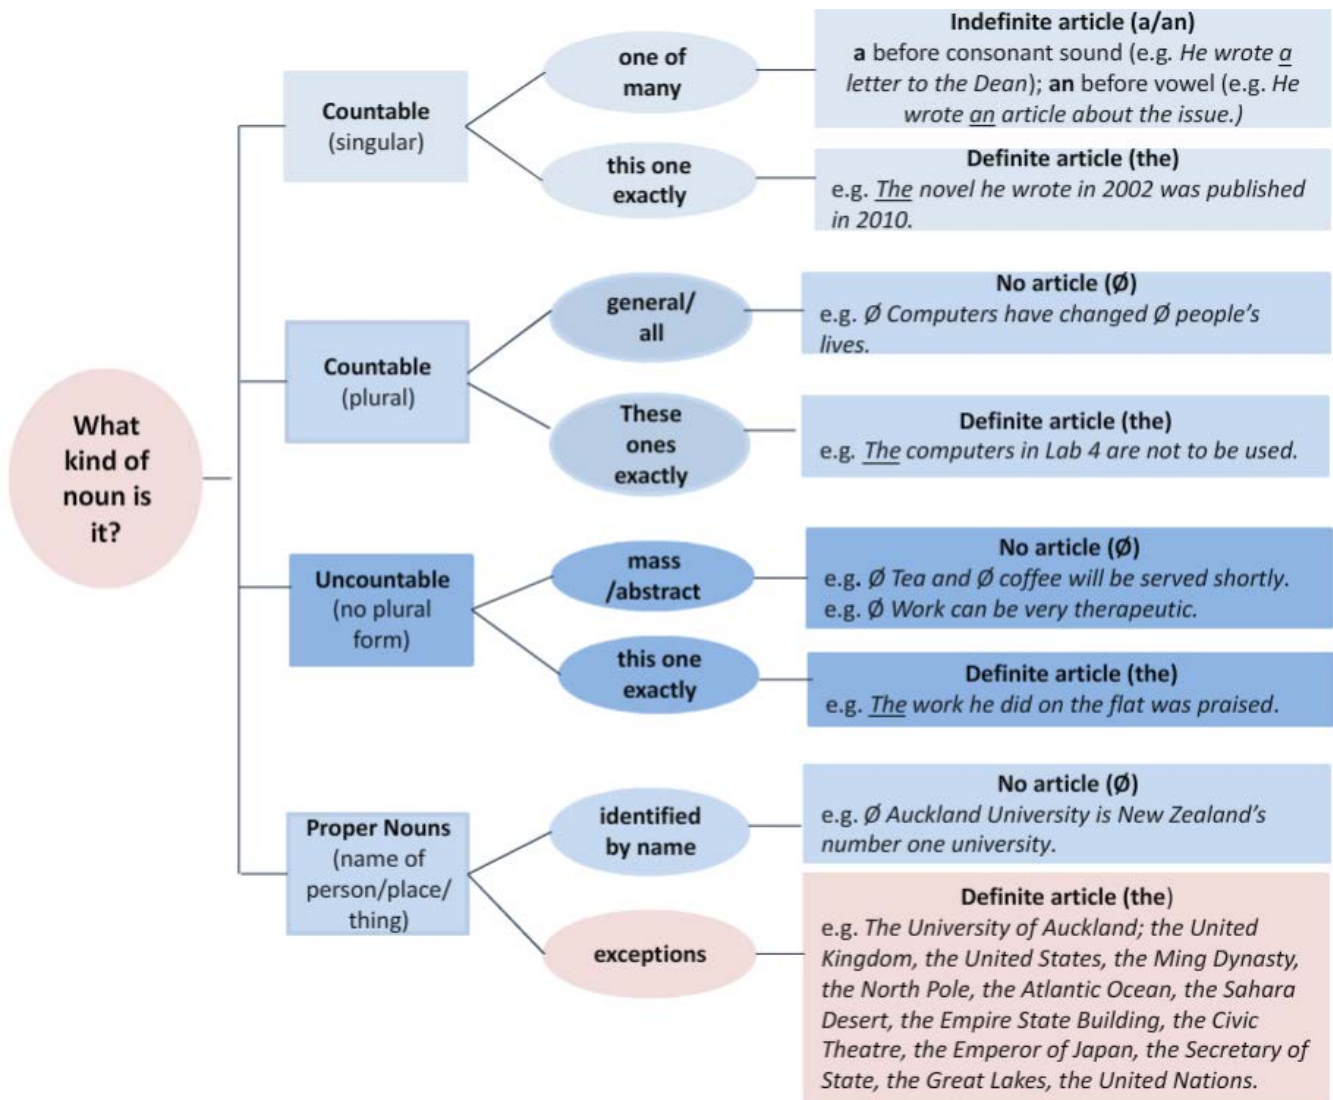 What
kind of
noun is
it?
Countable
(singular)
one of
many
Indefinite article (a/an)
a before consonant sound (e.g. He wrote a
letter to the Dean); an before vowel (e.g. He
wrote an article about the issue.)
this one
exactly
Definite article (the)
e.g. The novel he wrote in 2002 was published
in 2010.
Countable
(plural)
general/
all
No article (Ø)
e.g. Ø Computers have changed Ø people’s
lives.
These
ones
exactly
Definite article (the)
e.g. The computers in Lab 4 are not to be used.
Uncountable
(no plural
form)
mass
/abstract
No article (Ø)
e.g. Ø Tea and Ø coffee will be served shortly.
e.g. Ø Work can be very therapeutic.
this one
exactly
Definite article (the)
e.g. The work he did on the flat was praised.
Proper Nouns
(name of
person/place/
thing)
identified
by name
No article (Ø)
e.g. Ø Auckland University is New Zealand’s
number one university.
exceptions
Definite article (the)
e.g. The University of Auckland; the United
Kingdom, the United States, the Ming Dynasty,
the North Pole, the Atlantic Ocean, the Sahara
Desert, the Empire State Building, the Civic
Theatre, the Emperor of Japan, the Secretary of
State, the Great Lakes, the United Nations.